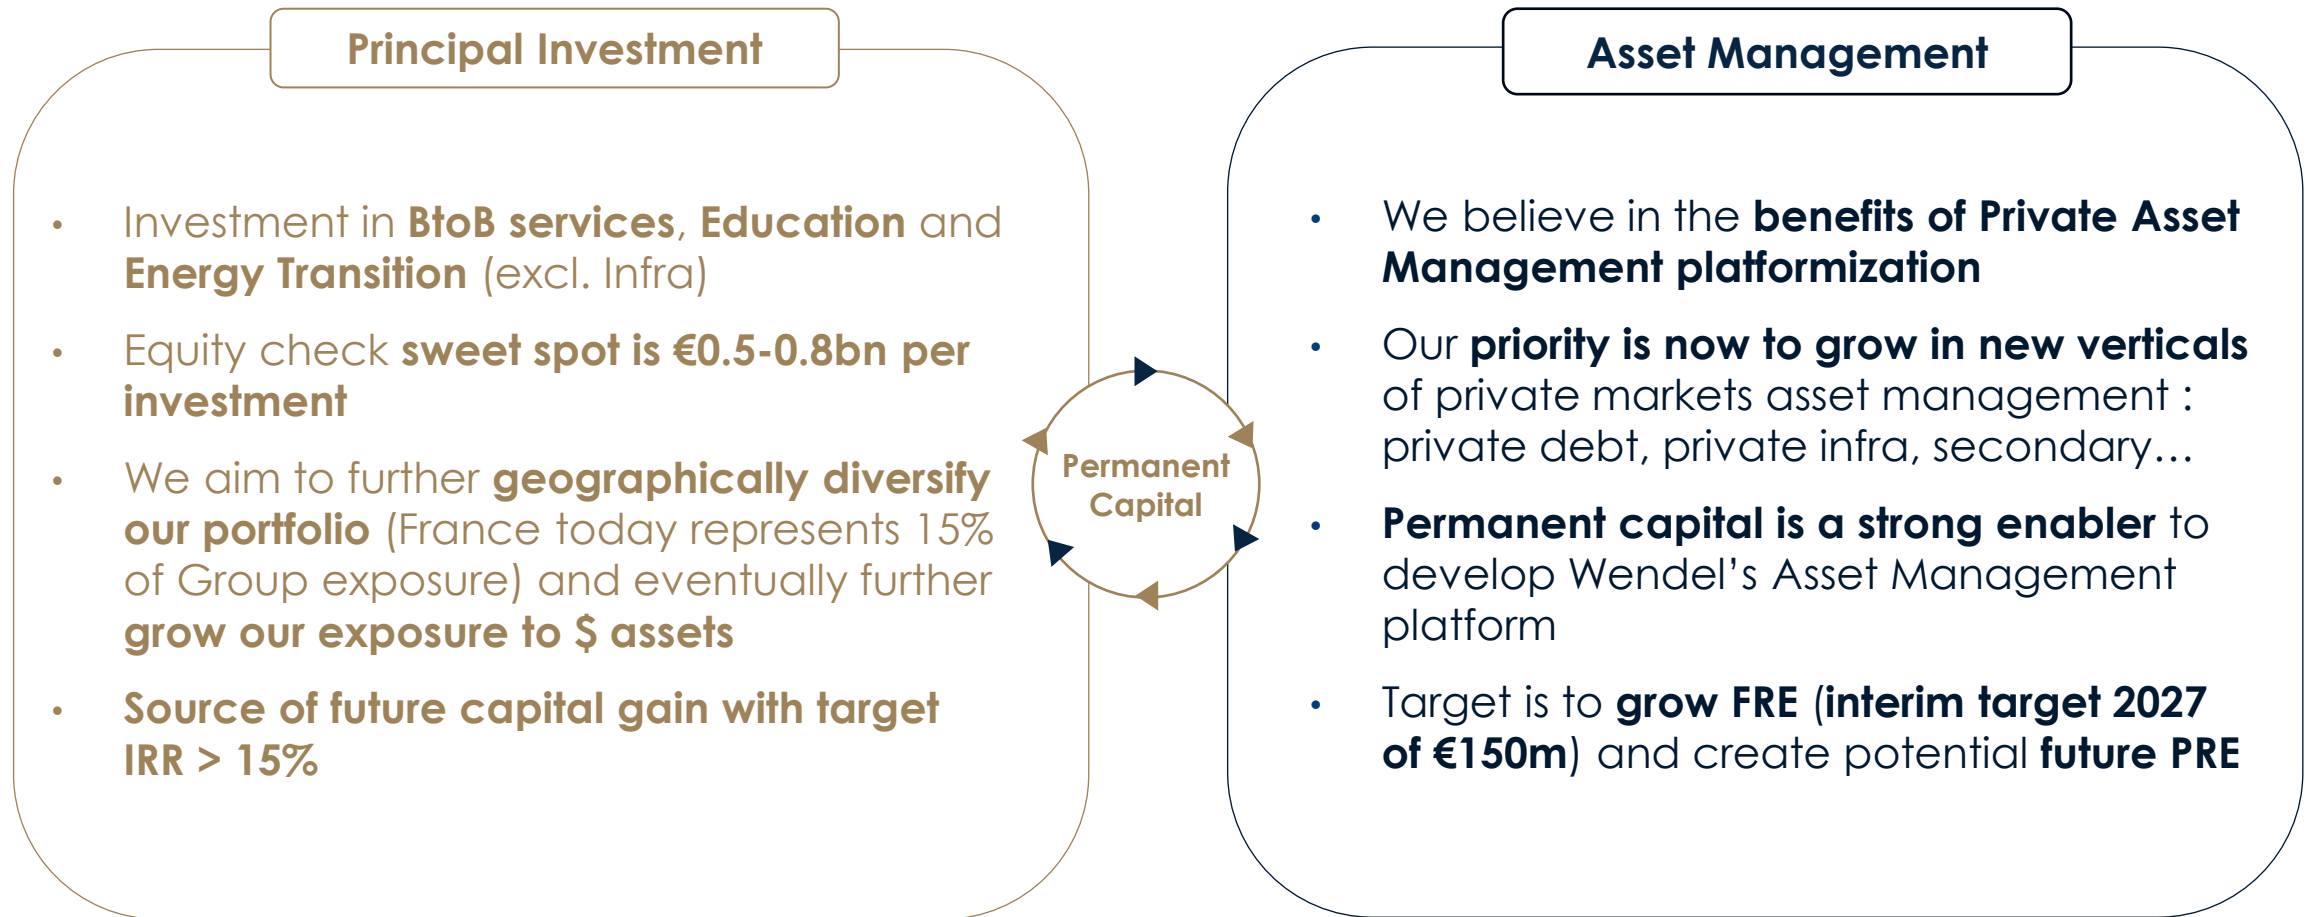 Principal Investment
• Investment in BtoB services, Education and
Energy Transition (excl. Infra)
• Equity check sweet spot is €0.5-0.8bn per
investment
• We aim to further geographically diversify
our portfolio (France today represents 15%
of Group exposure) and eventually further
grow our exposure to $ assets
• Source of future capital gain with target
IRR > 15%
Permanent
Capital
Asset Management
• We believe in the benefits of Private Asset
Management platformization
• Our priority is now to grow in new verticals
of private markets asset management :
private debt, private infra, secondary…
• Permanent capital is a strong enabler to
develop Wendel’s Asset Management
platform
• Target is to grow FRE (interim target 2027
of €150m) and create potential future PRE